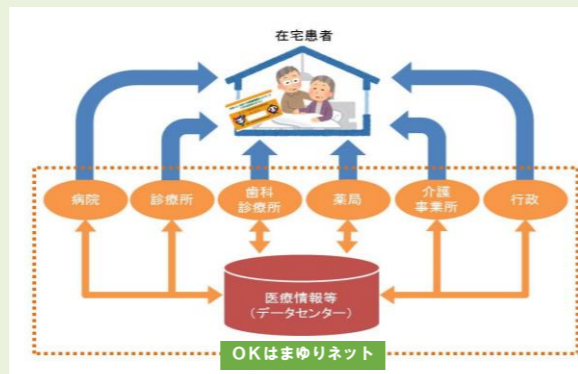 在宅患者
病院
診療所
歯科
診療所
薬局
介護
事業所
行政
医療情報等
（データセンター）
OKはまゆりネット